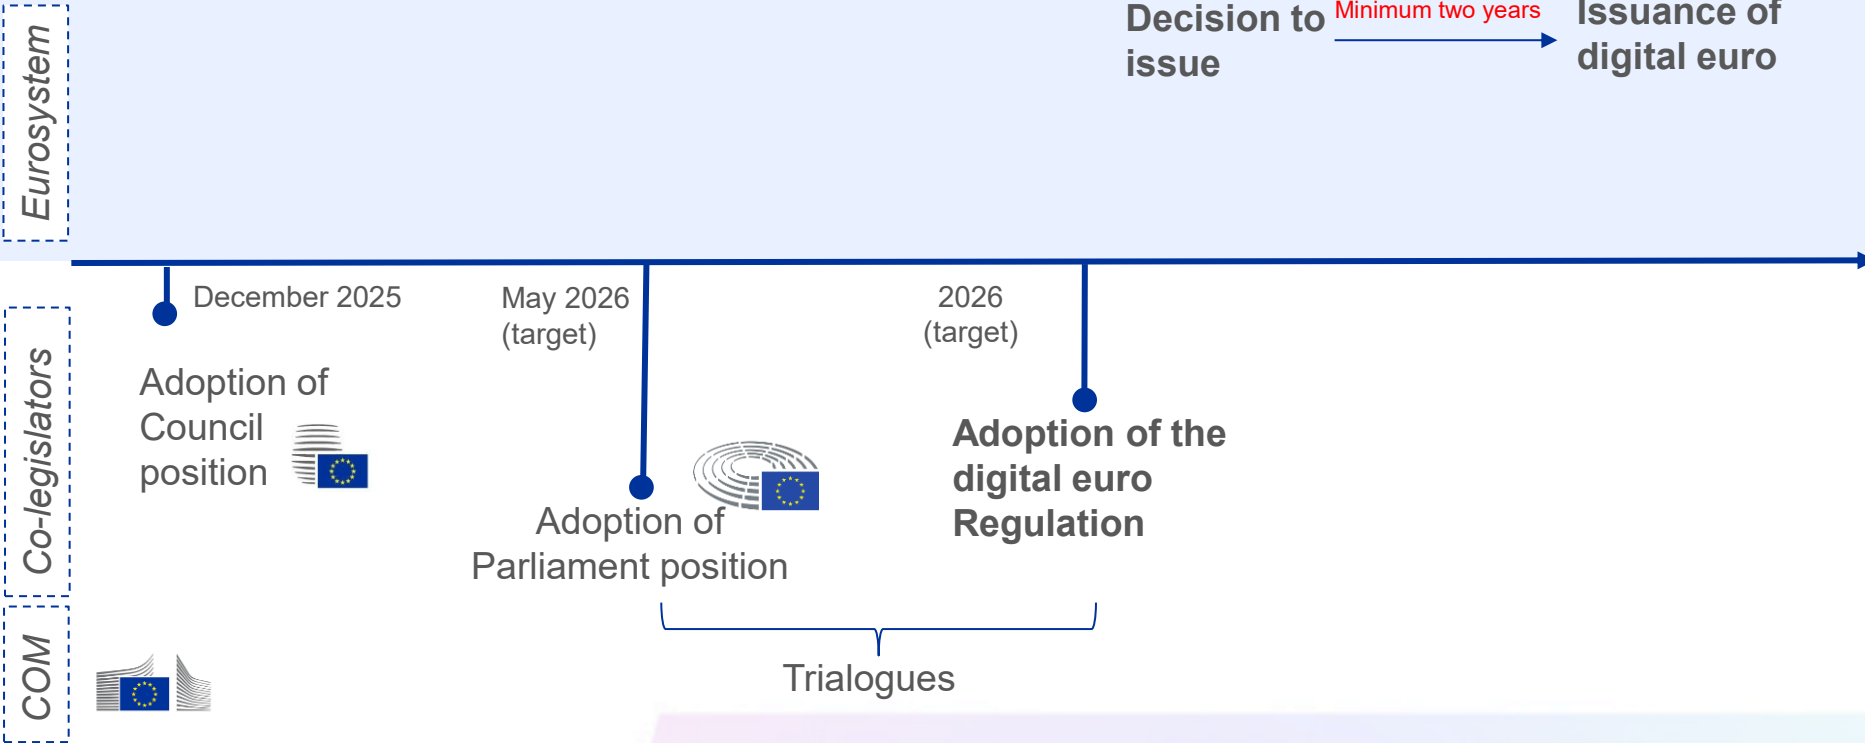 Eurosystem
Decision to
issue
Minimum two years
Issuance of
digital euro
Co-legislators
December 2025
Adoption of
Council
position
May 2026
(target)
Adoption of
Parliament position
2026
(target)
Adoption of the
digital euro
Regulation
COM
Trialogues